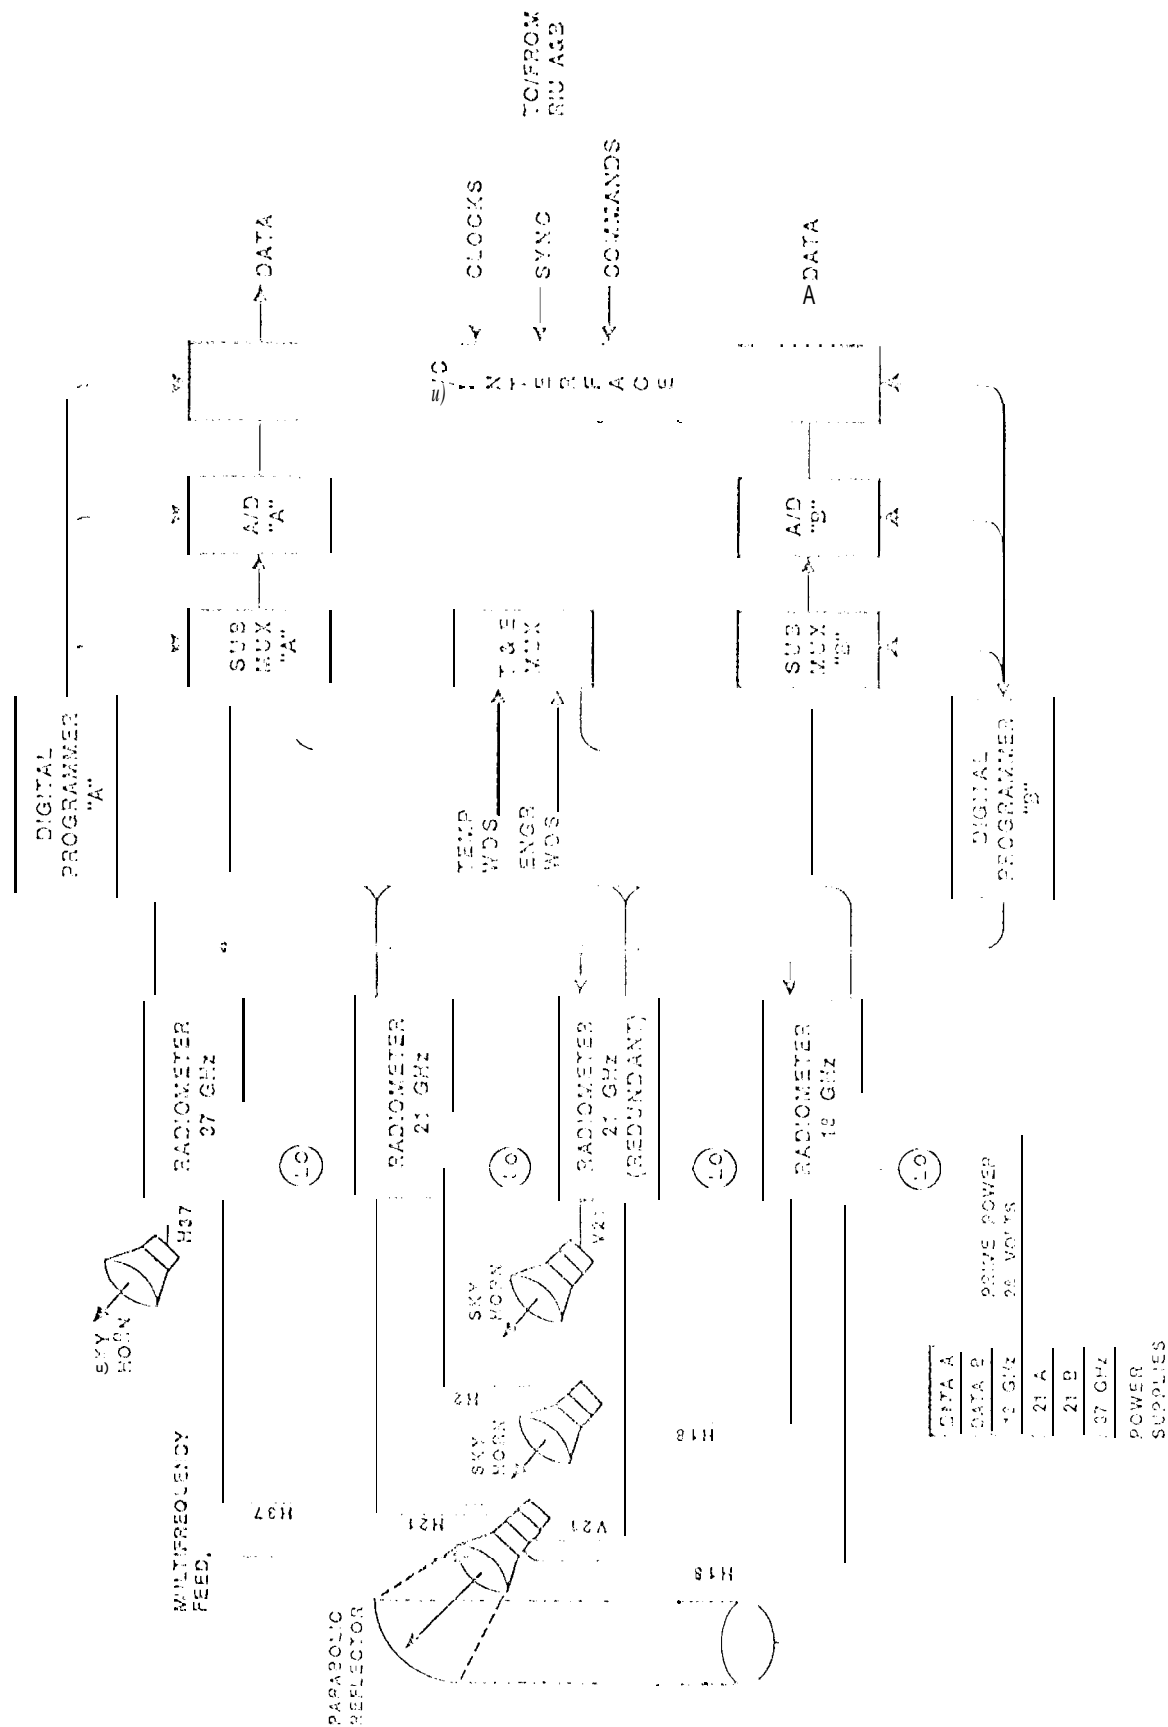 PARABOLIC
REFLECTOR
MULTIFREQUENCY
FEED.
SKY
HORN
H37
H37
H21
V21
H18
SKY
HORN
SKY
HORN
V21
H18
RADIOMETER
37 GHz
LO
RADIOMETER
21 GHz
LO
RADIOMETER
21 GHz
(REDUNDANT)
LO
RADIOMETER
18 GHz
LO
DIGITAL
PROGRAMMER
"A"
TEMP
WDS
ENGR
WDS
DIGITAL
PROGRAMMER
"B"
SUB
MUX
"A"
A/D
"A"
T & E
MUX
SUB
MUX
"B"
A/D
"B"
INTERFACE
DATA
CLOCKS
SYNC
COMMANDS
DATA
TO/FROM
RIU A&B
DATA A
DATA B
18 GHz
21 A
21 B
37 GHz
POWER
SUPPLIES
PRIME POWER
28 VOLTS